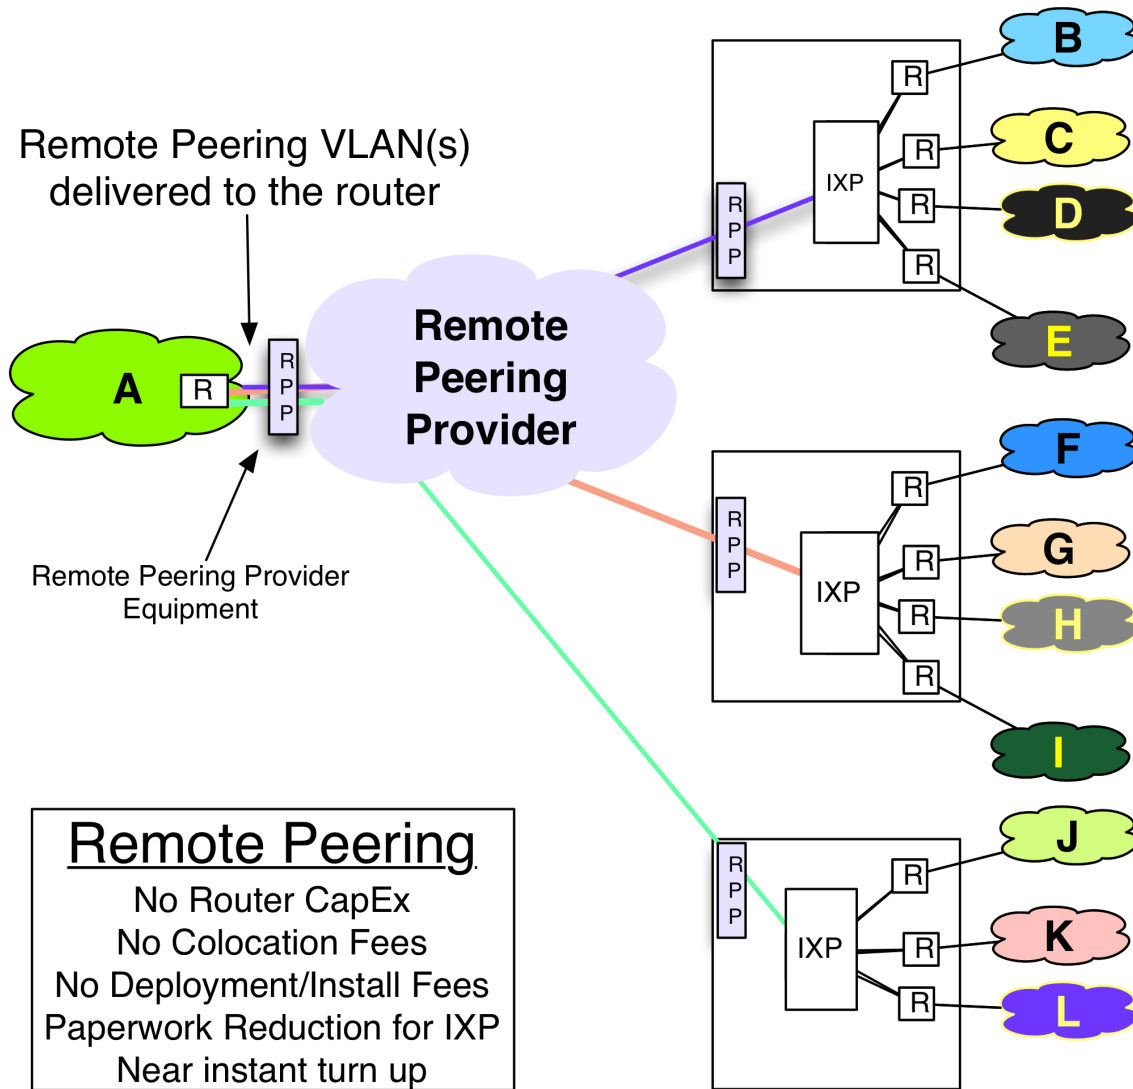 Remote Peering VLAN(s)
delivered to the router
A
R
R
P
P
Remote
Peering
Provider
Remote Peering Provider
Equipment
R
P
P
IXP
R
R
R
R
B
C
D
E
R
P
P
IXP
R
R
R
R
F
G
H
I
R
P
P
IXP
R
R
R
J
K
L
Remote Peering
No Router CapEx
No Colocation Fees
No Deployment/Install Fees
Paperwork Reduction for IXP
Near instant turn up